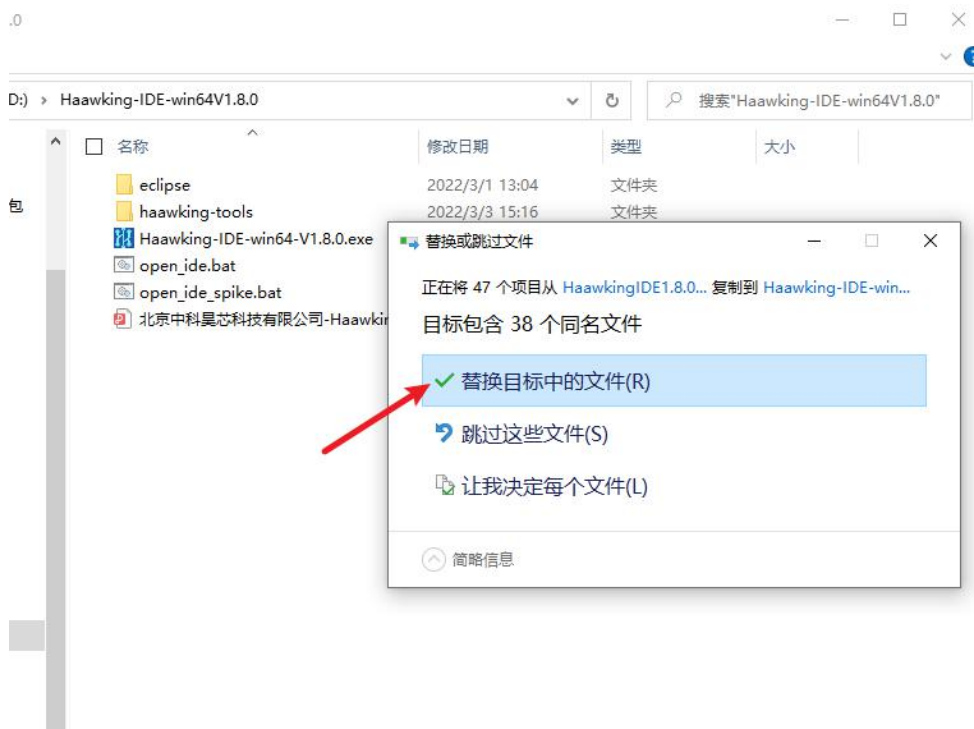 .0
D:) › Haawking-IDE-win64V1.8.0
搜索"Haawking-IDE-win64V1.8.0"
名称 修改日期 类型 大小
eclipse 2022/3/1 13:04 文件夹
包
haawking-tools 2022/3/3 15:16 文件夹
Haawking-IDE-win64-V1.8.0.exe
open_ide.bat
open_ide_spike.bat
北京中科昊芯科技有限公司-Haawkin
替换或跳过文件
正在将 47 个项目从 HaawkingIDE1.8.0... 复制到 Haawking-IDE-win...
目标包含 38 个同名文件
替换目标中的文件(R)
跳过这些文件(S)
让我决定每个文件(L)
简略信息